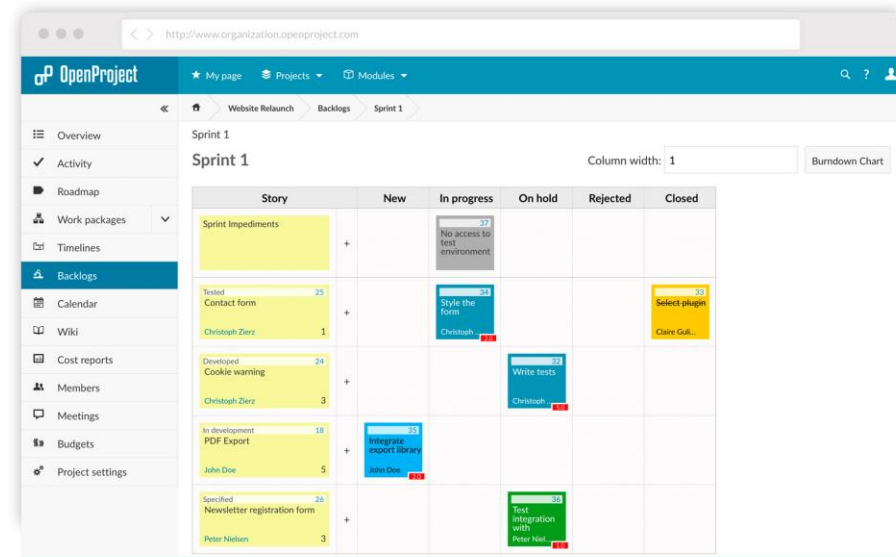 http://www.organization.openproject.com
OpenProject
My page
Projects
Modules
?
«
Website Relaunch
Backlogs
Sprint 1
Overview
Activity
Roadmap
Work packages
Timelines
Backlogs
Calendar
Wiki
Cost reports
Members
Meetings
Budgets
Project settings
Sprint 1
Sprint 1
Column width: 1
Burndown Chart
Story New In progress On hold Rejected Closed
Sprint Impediments
+
37
No access to
test
environment
Tested 25
Contact form
Christoph Zierz 1
+
34
Style the
form
Christoph ...
2.0
33
Select plugin
Claire Guli...
Developed 24
Cookie warning
Christoph Zierz 3
+
32
Write tests
Christoph ...
In development 18
PDF Export
John Doe 5
+
35
Integrate
export library
John Doe
2.0
Specified 26
Newsletter registration form
Peter Nielsen 3
+
36
Test
integration
with
Peter Niel...